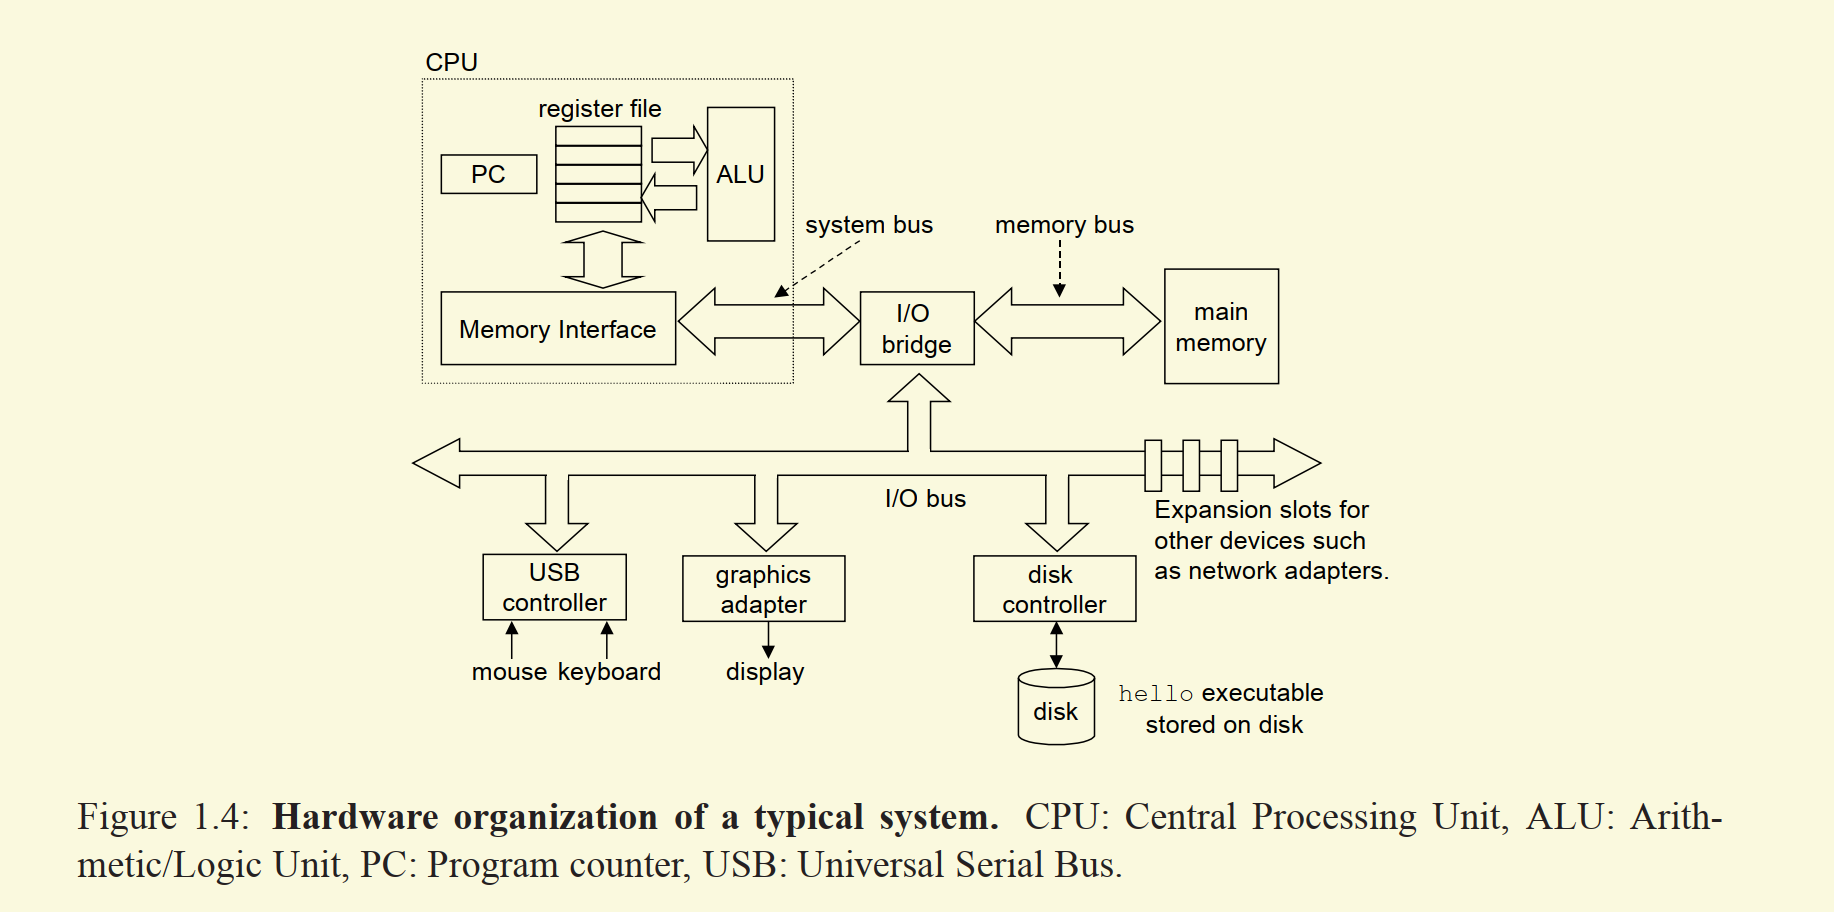 CPU
register file
PC
ALU
system bus
memory bus
Memory Interface
I/O
bridge
main
memory
I/O bus
Expansion slots for
other devices such
as network adapters.
USB
controller
graphics
adapter
disk
controller
mouse keyboard
display
disk
hello executable
stored on disk
Figure 1.4: Hardware organization of a typical system. CPU: Central Processing Unit, ALU: Arith-
metic/Logic Unit, PC: Program counter, USB: Universal Serial Bus.